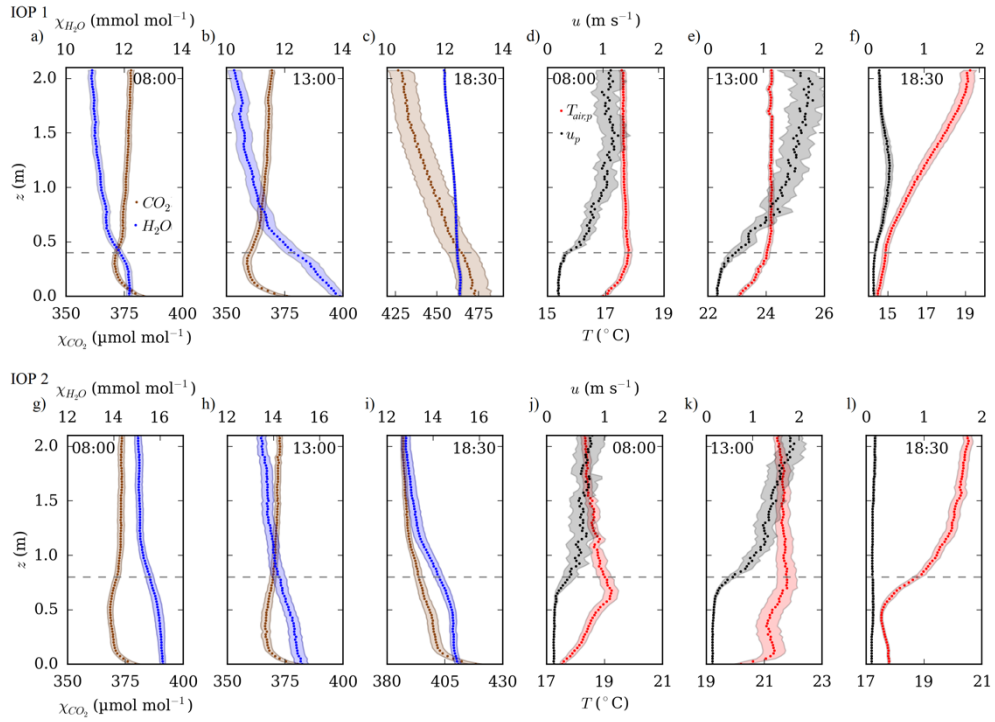 IOP 1
χH2O (mmol mol−1) u (m s−1)
a) 10 12 14 b) 10 12 14 c) 10 12 14 d) 0 1 2 e) 0 1 2 f) 0 1 2
08:00 13:00 18:30 08:00 13:00 18:30
2.0
1.5
1.0
0.5
0.0
z (m)
CO2
H2O
Tair,p
up
350 375 400 350 375 400 425 450 475 15 17 19 22 24 26 15 17 19
χCO2 (µmol mol−1) T (°C)
IOP 2
χH2O (mmol mol−1) u (m s−1)
g) 12 14 16 h) 12 14 16 i) 12 14 16 j) 0 1 2 k) 0 1 2 l) 0 1 2
08:00 13:00 18:30 08:00 13:00 18:30
2.0
1.5
1.0
0.5
0.0
z (m)
350 375 400 350 375 400 380 405 430 17 19 21 19 21 23 17 19 21
χCO2 (µmol mol−1) T (°C)